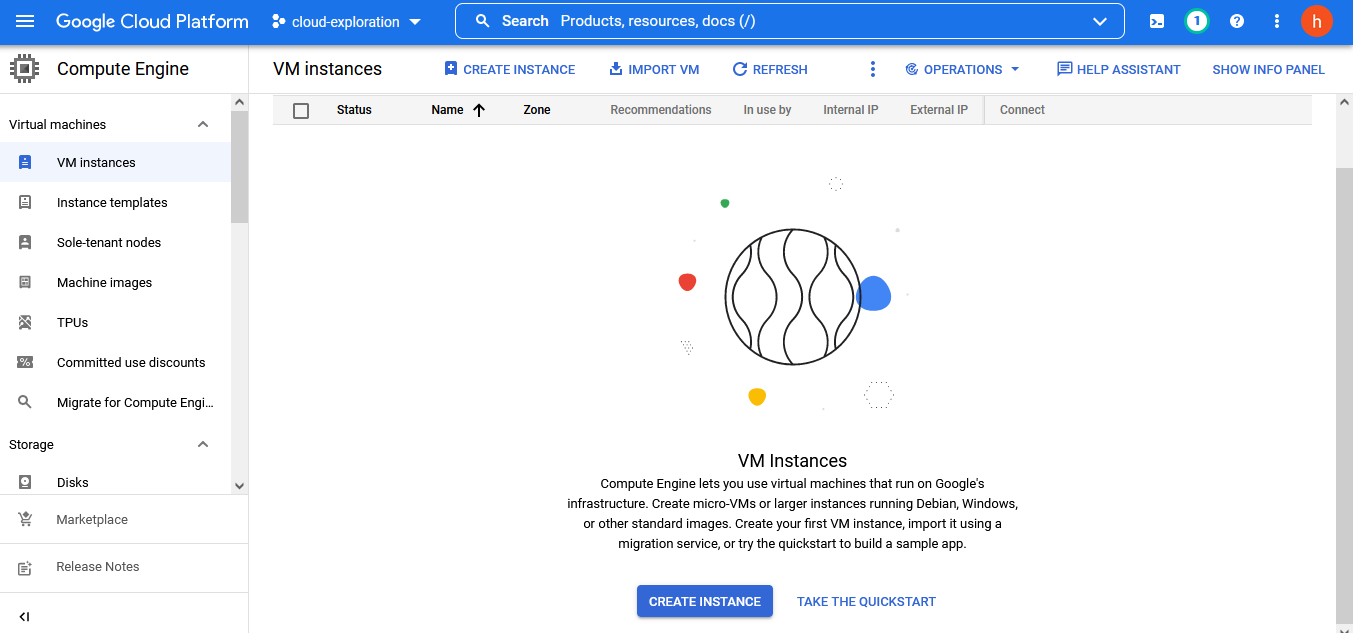 Google Cloud Platform
cloud-exploration
Search Products, resources, docs (/)
1
?
h
Compute Engine
VM instances
CREATE INSTANCE
IMPORT VM
REFRESH
OPERATIONS
HELP ASSISTANT
SHOW INFO PANEL
Virtual machines
VM instances
Instance templates
Sole-tenant nodes
Machine images
TPUs
%
Committed use discounts
Migrate for Compute Engi...
Storage
Disks
Marketplace
Release Notes
Status Name Zone Recommendations In use by Internal IP External IP Connect
VM Instances
Compute Engine lets you use virtual machines that run on Google's
infrastructure. Create micro-VMs or larger instances running Debian, Windows,
or other standard images. Create your first VM instance, import it using a
migration service, or try the quickstart to build a sample app.
CREATE INSTANCE
TAKE THE QUICKSTART